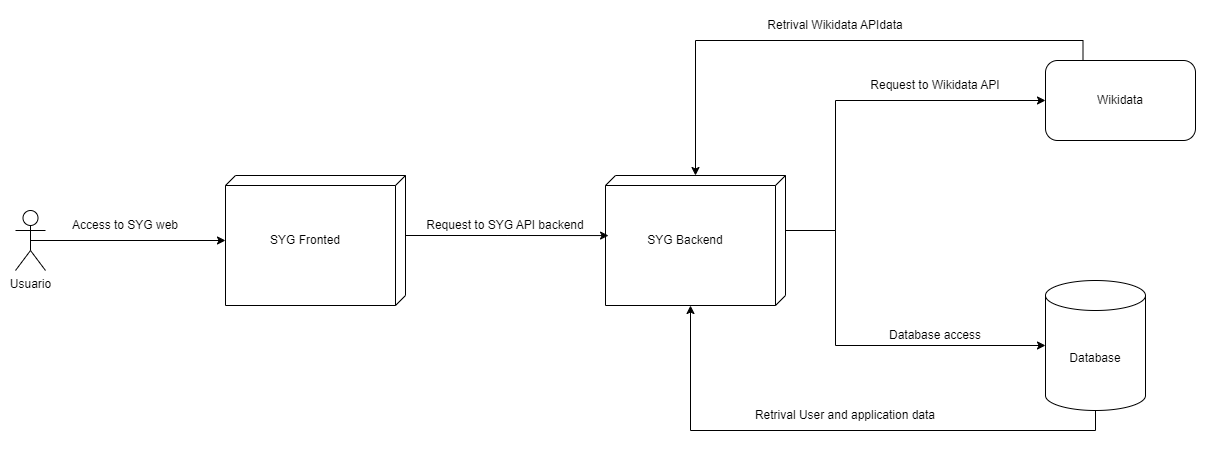 Retrival Wikidata APIdata
Request to Wikidata API
Wikidata
Access to SYG web
Request to SYG API backend
SYG Fronted
SYG Backend
Usuario
Database access
Database
Retrival User and application data